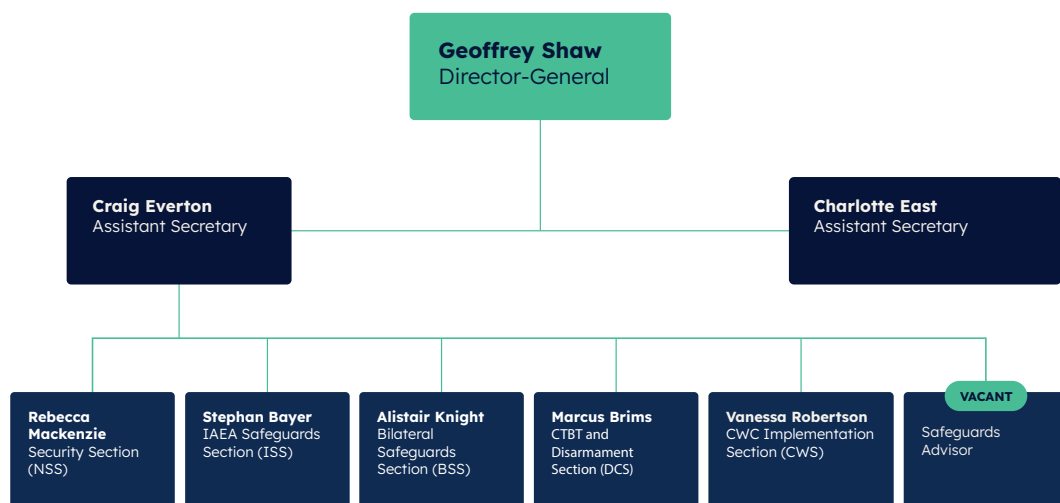 Geoffrey Shaw
Director-General
Craig Everton
Assistant Secretary
Charlotte East
Assistant Secretary
Rebecca
Mackenzie
Security Section
(NSS)
Stephan Bayer
IAEA Safeguards
Section (ISS)
Alistair Knight
Bilateral
Safeguards
Section (BSS)
Marcus Brims
CTBT and
Disarmament
Section (DCS)
Vanessa Robertson
CWC Implementation
Section (CWS)
VACANT
Safeguards
Advisor